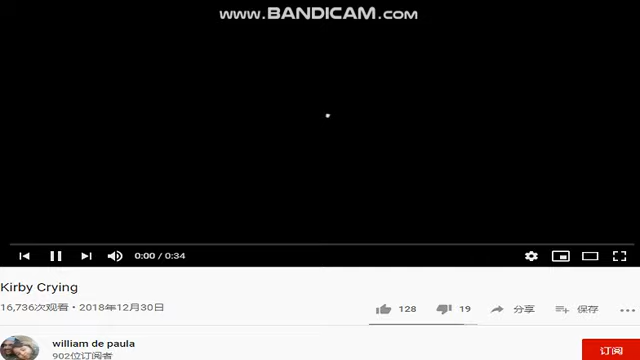 www.BANDICAM.com
0:00 / 0:34
Kirby Crying
16,736次观看 • 2018年12月30日
128
19
分享
保存
william de paula
902位订阅者
订阅